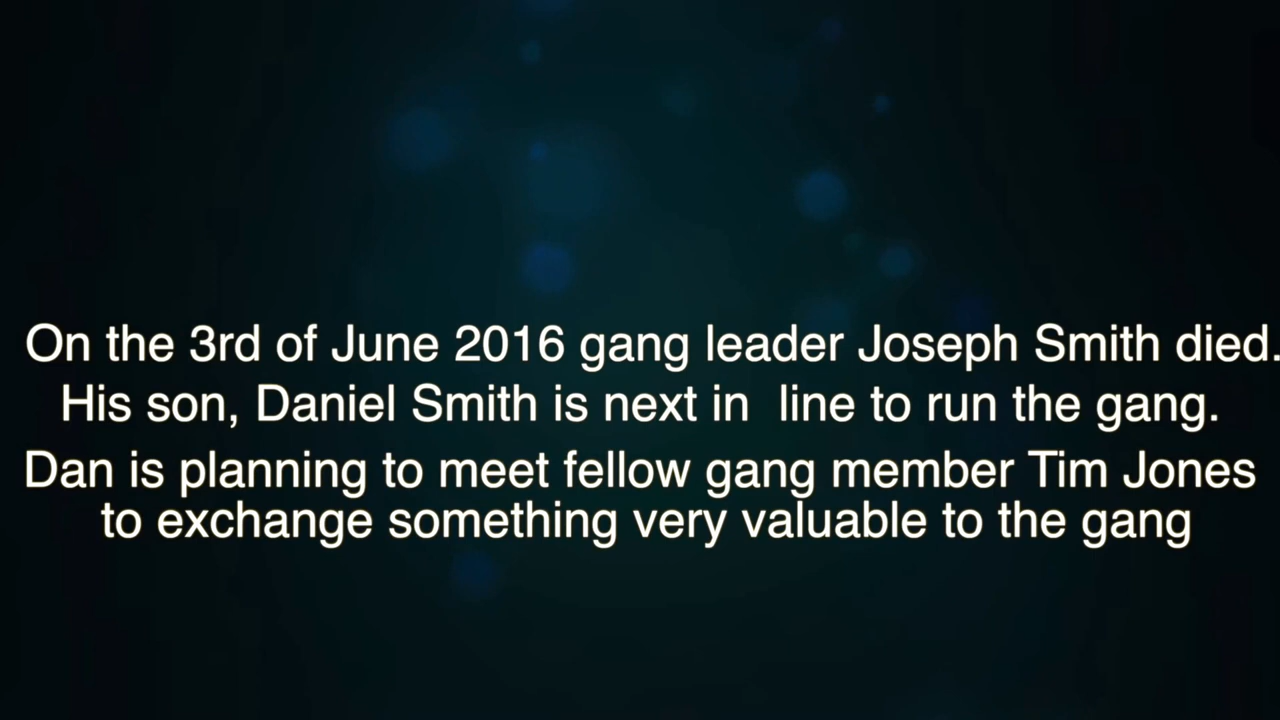 On the 3rd of June 2016 gang leader Joseph Smith died.
His son, Daniel Smith is next in  line to run the gang.
Dan is planning to meet fellow gang member Tim Jones
to exchange something very valuable to the gang